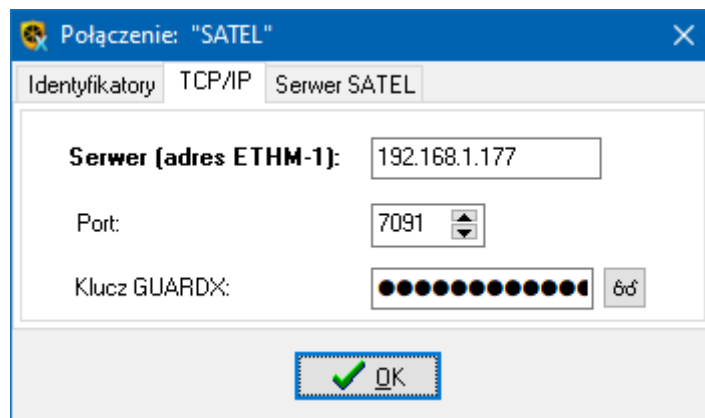 Połączenie: "SATEL"
Identyfikatory TCP/IP Serwer SATEL
Serwer (adres ETHM-1): 192.168.1.177
Port: 7091
Klucz GUARDX: ●●●●●●●●●●●●
OK